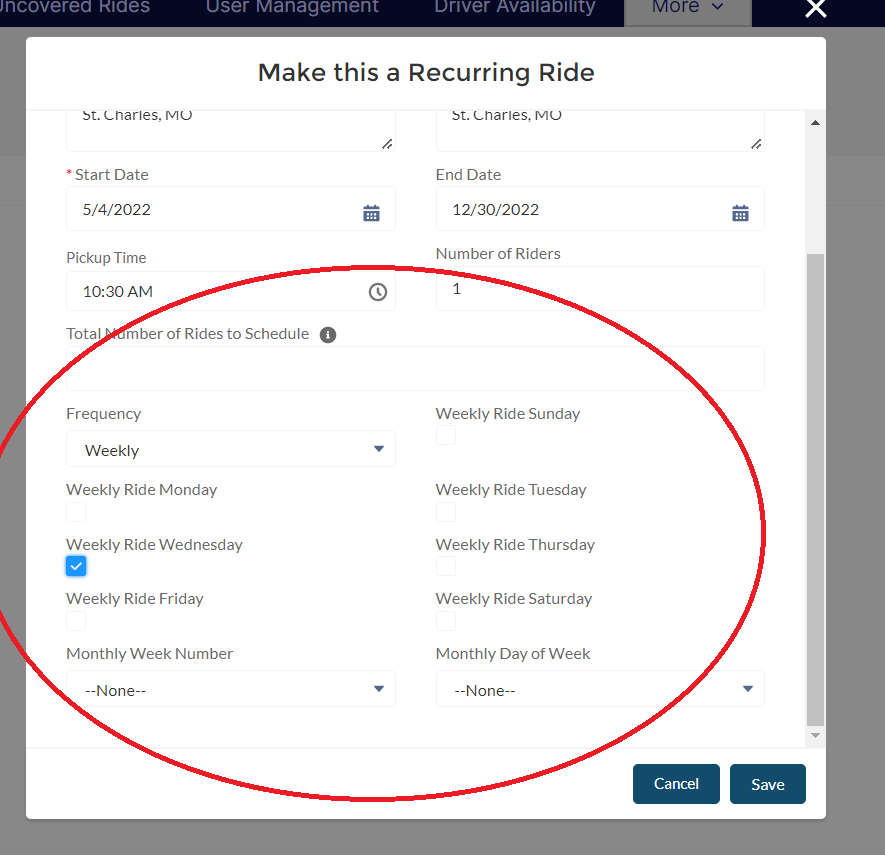 Uncovered Rides User Management Driver Availability More
Make this a Recurring Ride
St. Charles, MO St. Charles, MO
* Start Date End Date
5/4/2022 12/30/2022
Pickup Time Number of Riders
10:30 AM 1
Total Number of Rides to Schedule
Frequency Weekly Ride Sunday
Weekly
Weekly Ride Monday Weekly Ride Tuesday
Weekly Ride Wednesday Weekly Ride Thursday
Weekly Ride Friday Weekly Ride Saturday
Monthly Week Number Monthly Day of Week
--None-- --None--
Cancel Save